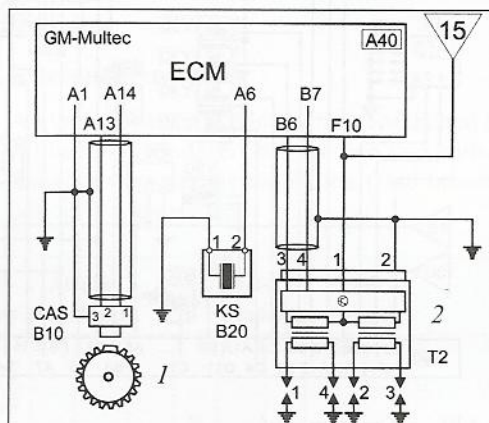 GM-Multec
A40
15
ECM
A1
A14
A6
B7
A13
B6
F10
1 2
3 4 1 2
CAS
B10
3 2 1
KS
B20
©
2
T2
1
1 4 2 3